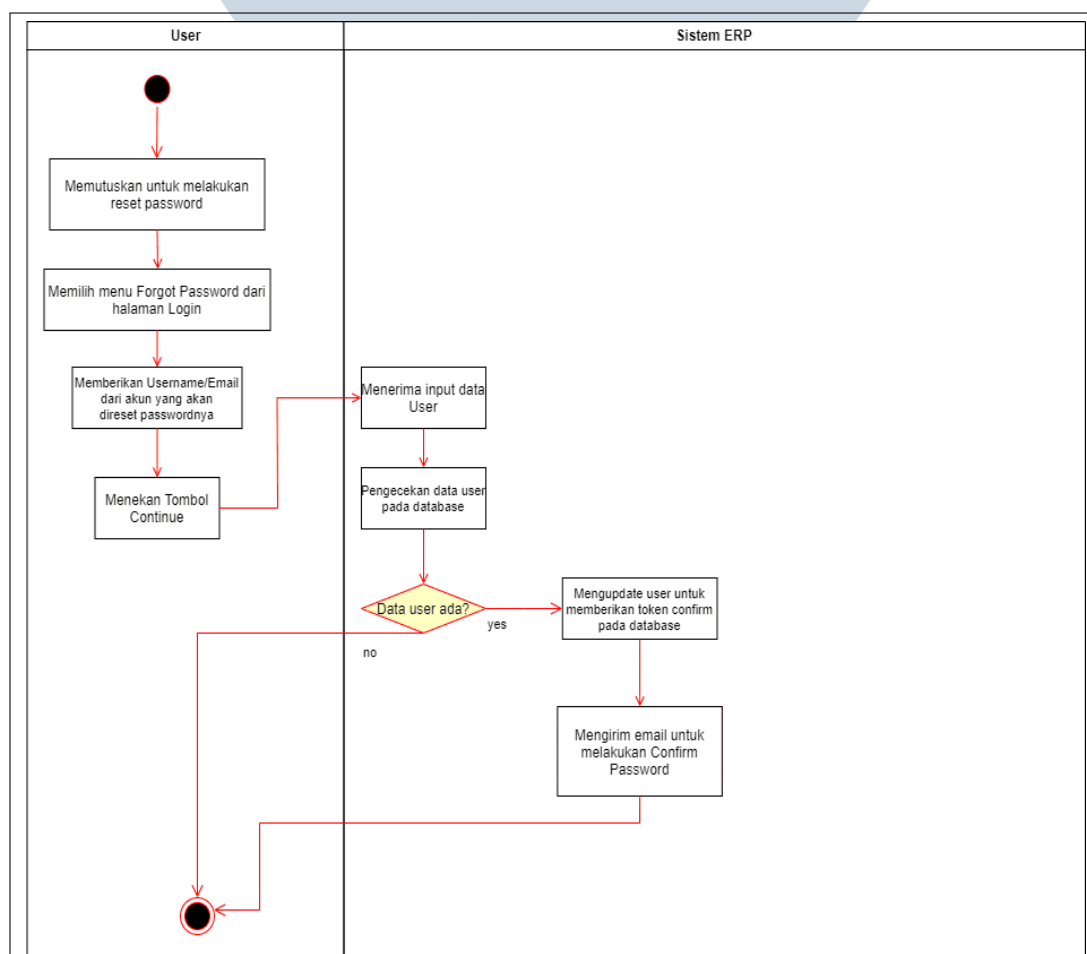 User
Sistem ERP
Memutuskan untuk melakukan
reset password
Memilih menu Forgot Password dari
halaman Login
Memberikan Username/Email
dari akun yang akan
direset passwordnya
Menekan Tombol
Continue
Menerima input data
User
Pengecekan data user
pada database
Data user ada?
yes
no
Mengupdate user untuk
memberikan token confirm
pada database
Mengirim email untuk
melakukan Confirm
Password